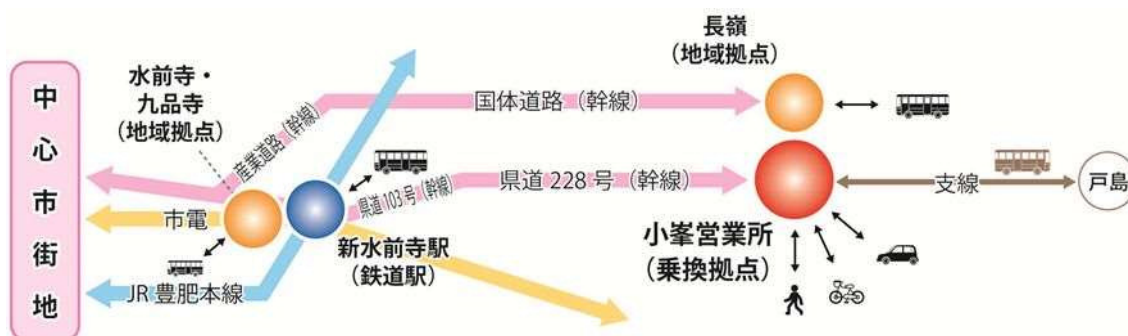 中
心
市
街
地
水前寺・
九品寺
(地域拠点)
産業道路(幹線)
国体道路(幹線)
長嶺
(地域拠点)
県道103号(幹線)
県道228号(幹線)
市電
新水前寺駅
(鉄道駅)
JR豊肥本線
小峯営業所
(乗換拠点)
支線
戸島